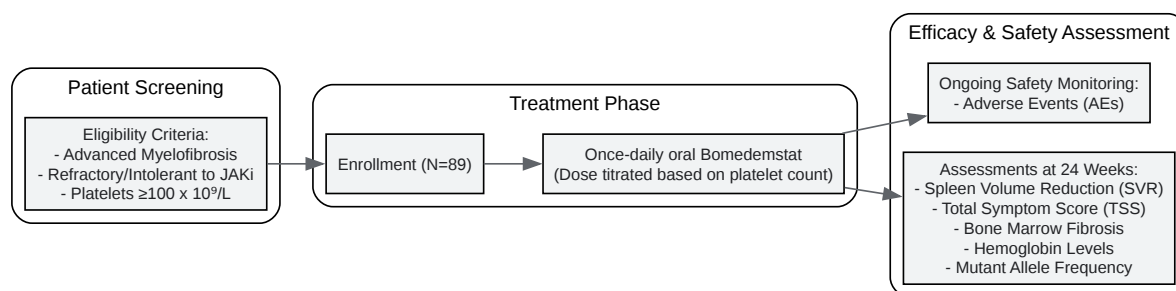 Patient Screening
Eligibility Criteria:
- Advanced Myelofibrosis
- Refractory/Intolerant to JAKi
- Platelets ≥100 x 10⁹/L
Treatment Phase
Enrollment (N=89)
Once-daily oral Bomedemstat
(Dose titrated based on platelet count)
Efficacy & Safety Assessment
Ongoing Safety Monitoring:
- Adverse Events (AEs)
Assessments at 24 Weeks:
- Spleen Volume Reduction (SVR)
- Total Symptom Score (TSS)
- Bone Marrow Fibrosis
- Hemoglobin Levels
- Mutant Allele Frequency